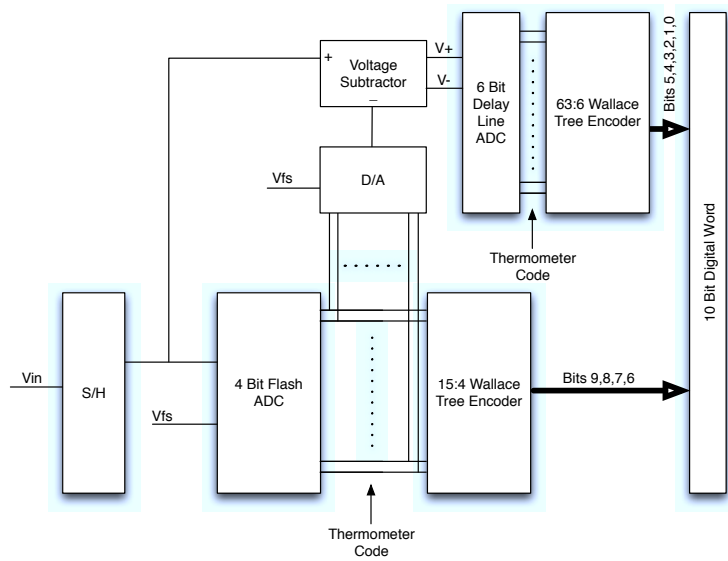 +
Voltage
Subtractor
–
V+
V-
6 Bit
Delay
Line
ADC
63:6 Wallace
Tree Encoder
Bits 5,4,3,2,1,0
10 Bit Digital Word
Vfs
D/A
Thermometer
Code
Vin
S/H
4 Bit Flash
ADC
Vfs
15:4 Wallace
Tree Encoder
Bits 9,8,7,6
Thermometer
Code